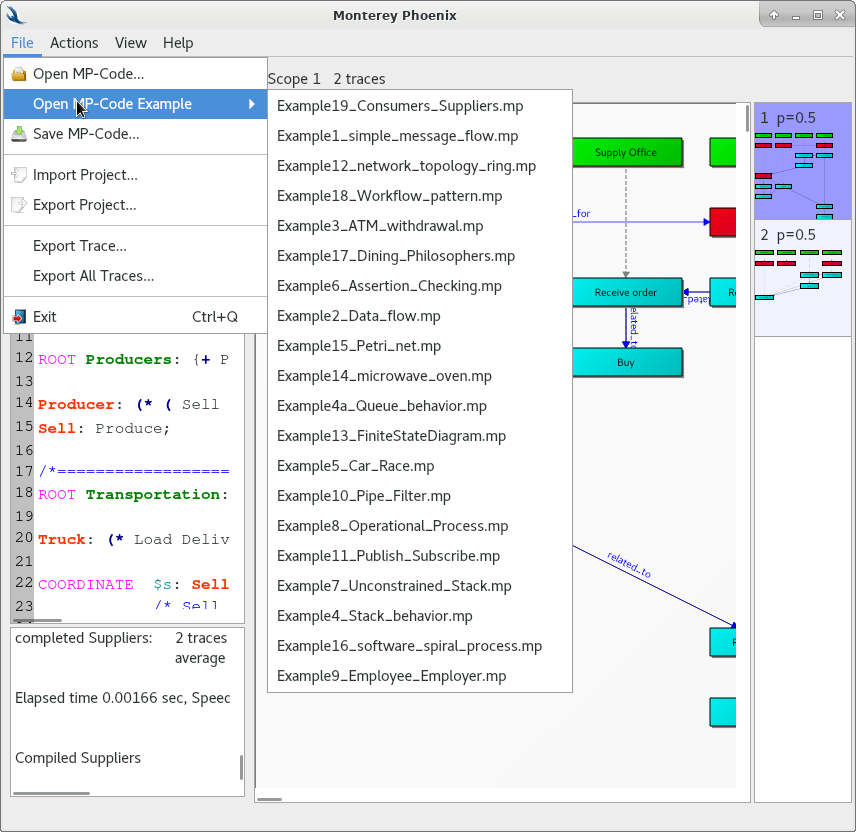 Monterey Phoenix
File Actions View Help
Open MP-Code...
Open MP-Code Example
Save MP-Code...
Import Project...
Export Project...
Export Trace...
Export All Traces...
Exit Ctrl+Q
Scope 1 2 traces
Example19_Consumers_Suppliers.mp
Example1_simple_message_flow.mp
Example12_network_topology_ring.mp
Example18_Workflow_pattern.mp
Example3_ATM_withdrawal.mp
Example17_Dining_Philosophers.mp
Example6_Assertion_Checking.mp
Example2_Data_flow.mp
Example15_Petri_net.mp
Example14_microwave_oven.mp
Example4a_Queue_behavior.mp
Example13_FiniteStateDiagram.mp
Example5_Car_Race.mp
Example10_Pipe_Filter.mp
Example8_Operational_Process.mp
Example11_Publish_Subscribe.mp
Example7_Unconstrained_Stack.mp
Example4_Stack_behavior.mp
Example16_software_spiral_process.mp
Example9_Employee_Employer.mp
11
12 ROOT Producers: {+ P
13
14 Producer: (* ( Sell
15 Sell: Produce;
16
17 /*==================
18 ROOT Transportation:
19
20 Truck: (* Load Deliv
21
22 COORDINATE $s: Sell
23 /* Sell
completed Suppliers: 2 traces
average
Elapsed time 0.00166 sec, Speed
Compiled Suppliers
Supply Office
_for
Receive order
related_to
Buy
related_to
1 p=0.5
2 p=0.5